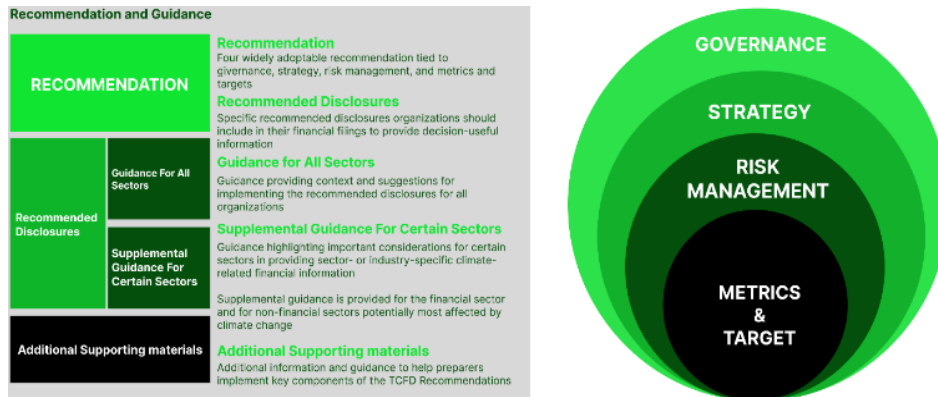 Recommendation and Guidance
RECOMMENDATION
Recommended
Disclosures
Guidance For All
Sectors
Supplemental
Guidance For
Certain Sectors
Additional Supporting materials
Recommendation
Four widely adoptable recommendation tied to
governance, strategy, risk management, and metrics and
targets
Recommended Disclosures
Specific recommended disclosures organizations should
include in their financial filings to provide decision-useful
information
Guidance for All Sectors
Guidance providing context and suggestions for
implementing the recommended disclosures for all
organizations
Supplemental Guidance For Certain Sectors
Guidance highlighting important considerations for certain
sectors in providing sector- or industry-specific climate-
related financial information
Supplemental guidance is provided for the financial sector
and for non-financial sectors potentially most affected by
climate change
Additional Supporting materials
Additional information and guidance to help preparers
implement key components of the TCFD Recommendations
GOVERNANCE
STRATEGY
RISK
MANAGEMENT
METRICS
&
TARGET